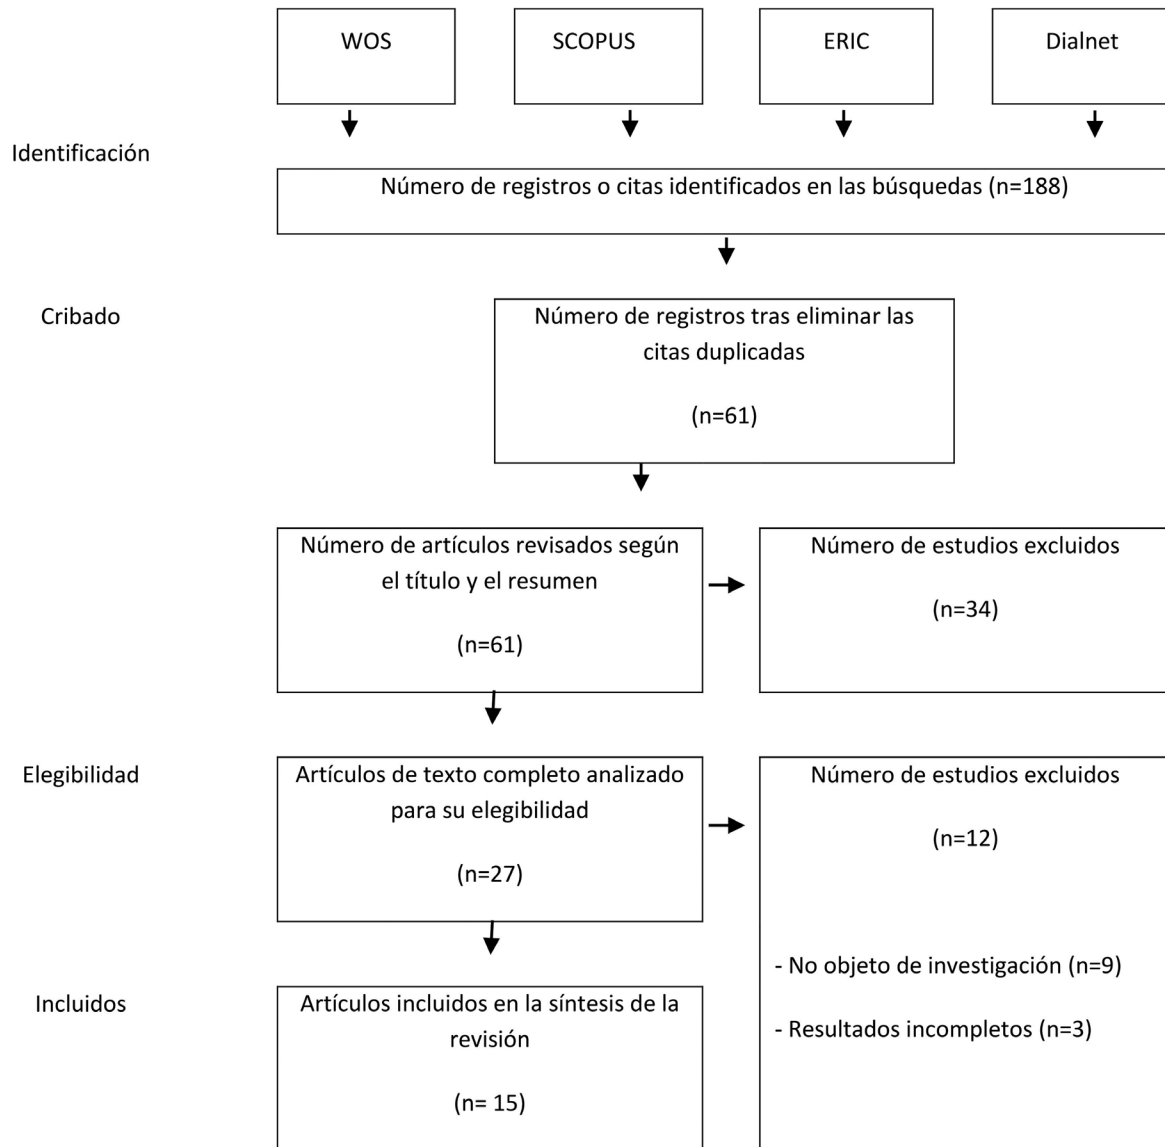 WOS
SCOPUS
ERIC
Dialnet
Identificación
Número de registros o citas identificados en las búsquedas (n=188)
Cribado
Número de registros tras eliminar las
citas duplicadas
(n=61)
Número de artículos revisados según
el título y el resumen
(n=61)
Número de estudios excluidos
(n=34)
Elegibilidad
Artículos de texto completo analizado
para su elegibilidad
(n=27)
Número de estudios excluidos
(n=12)
- No objeto de investigación (n=9)
- Resultados incompletos (n=3)
Incluidos
Artículos incluidos en la síntesis de la
revisión
(n= 15)